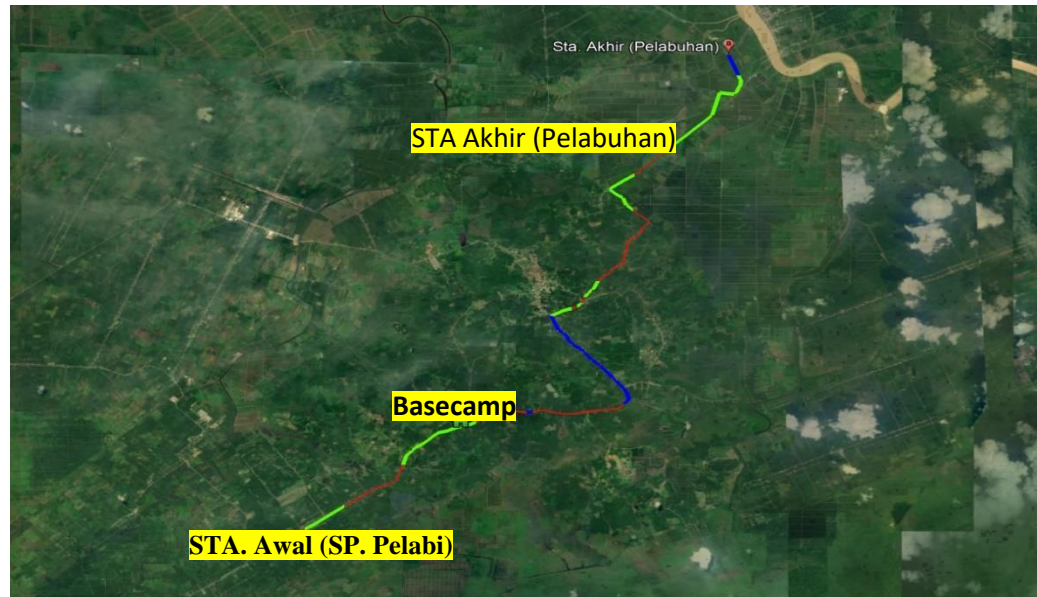 Sta. Akhir (Pelabuhan)
STA Akhir (Pelabuhan)
Basecamp
STA. Awal (SP. Pelabi)